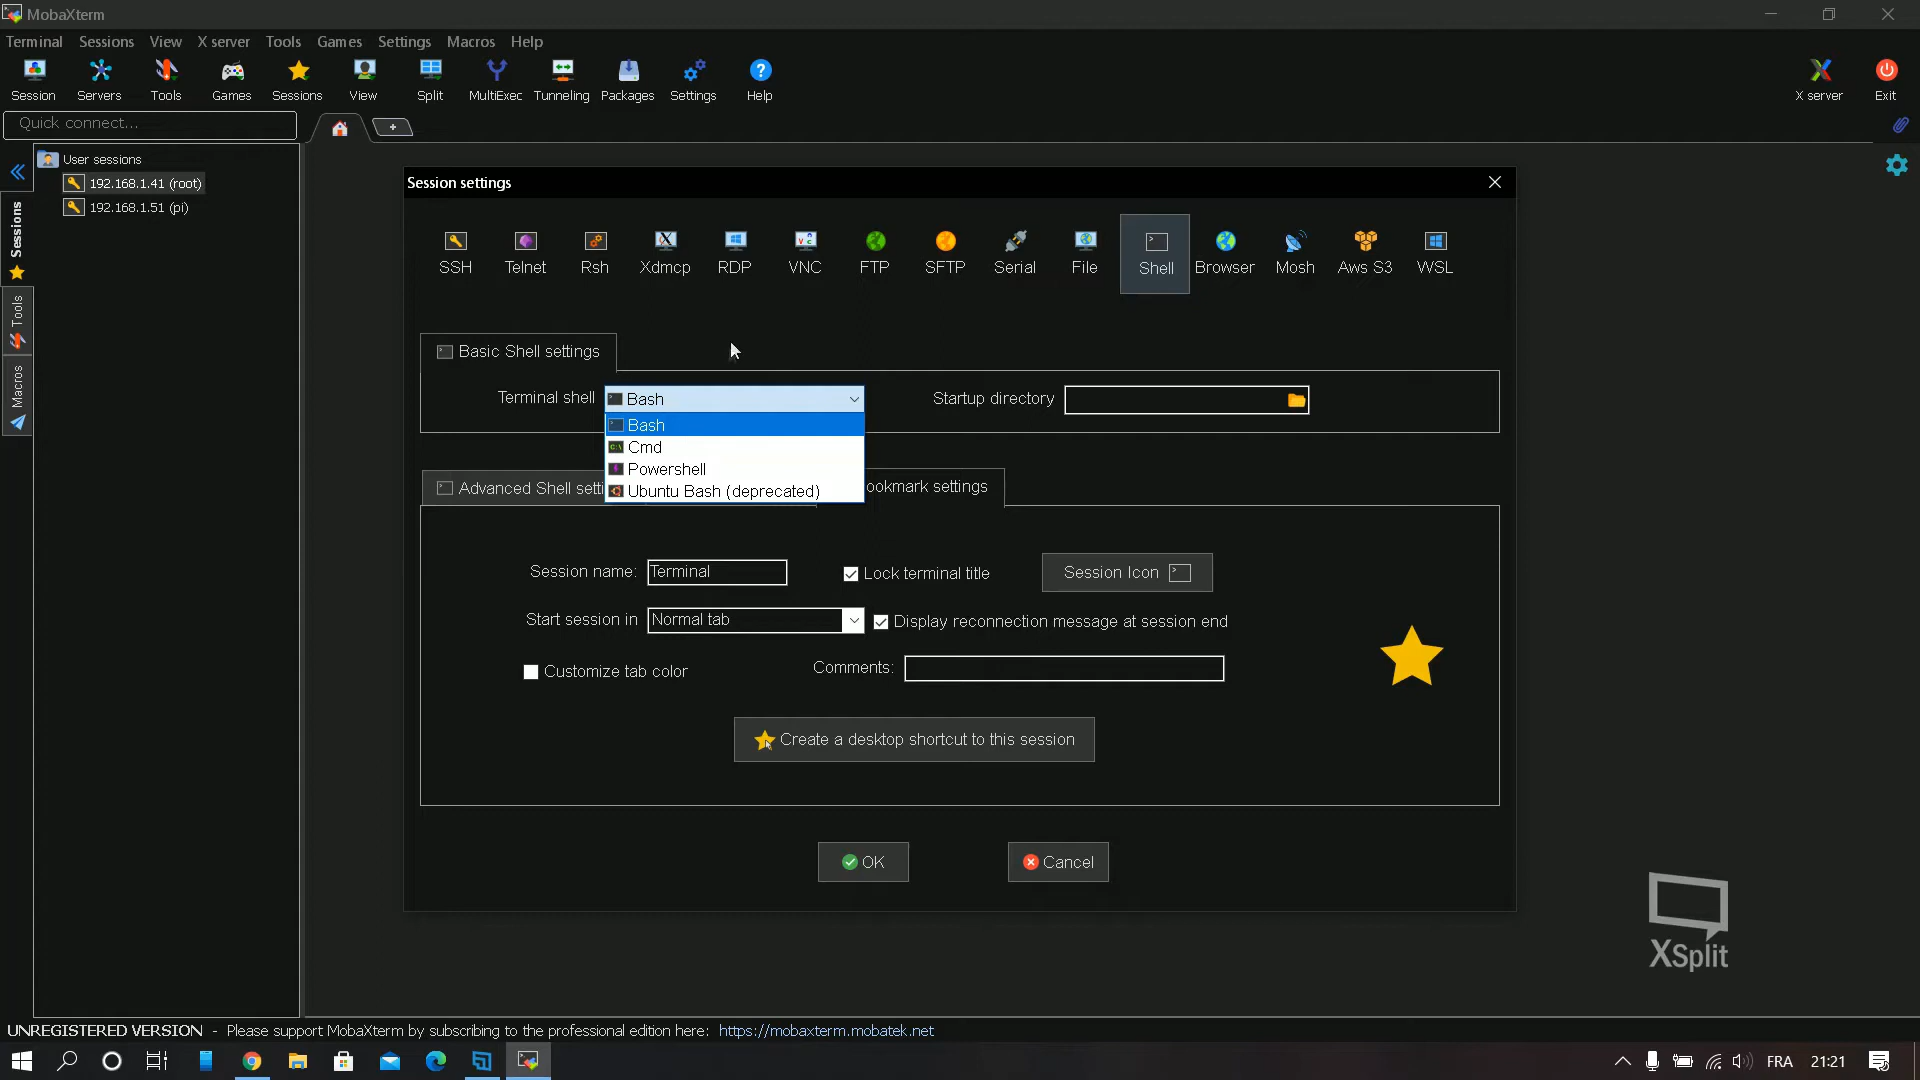 MobaXterm
Terminal Sessions View X server Tools Games Settings Macros Help
Session Servers Tools Games Sessions View Split MultiExec Tunneling Packages Settings Help X server Exit
Quick connect...
User sessions
192.168.1.41 (root)
192.168.1.51 (pi)
Sessions
Tools
Macros
Session settings
SSH Telnet Rsh Xdmcp RDP VNC FTP SFTP Serial File Shell Browser Mosh Aws S3 WSL
Basic Shell settings
Terminal shell Bash Startup directory
Bash
Cmd
Powershell
Ubuntu Bash (deprecated)
Advanced Shell setti ookmark settings
Session name: Terminal Lock terminal title Session Icon
Start session in Normal tab Display reconnection message at session end
Customize tab color Comments:
Create a desktop shortcut to this session
OK Cancel
XSplit
UNREGISTERED VERSION - Please support MobaXterm by subscribing to the professional edition here: https://mobaxterm.mobatek.net
FRA 21:21